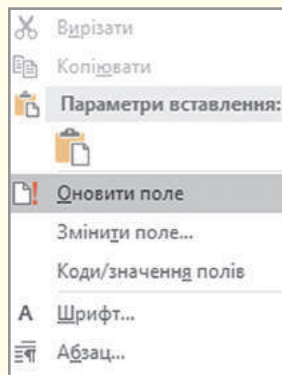 Вирізати
Копіювати
Параметри вставлення:
Оновити поле
Змінити поле...
Коди/значення полів
А Шрифт...
Абзац...